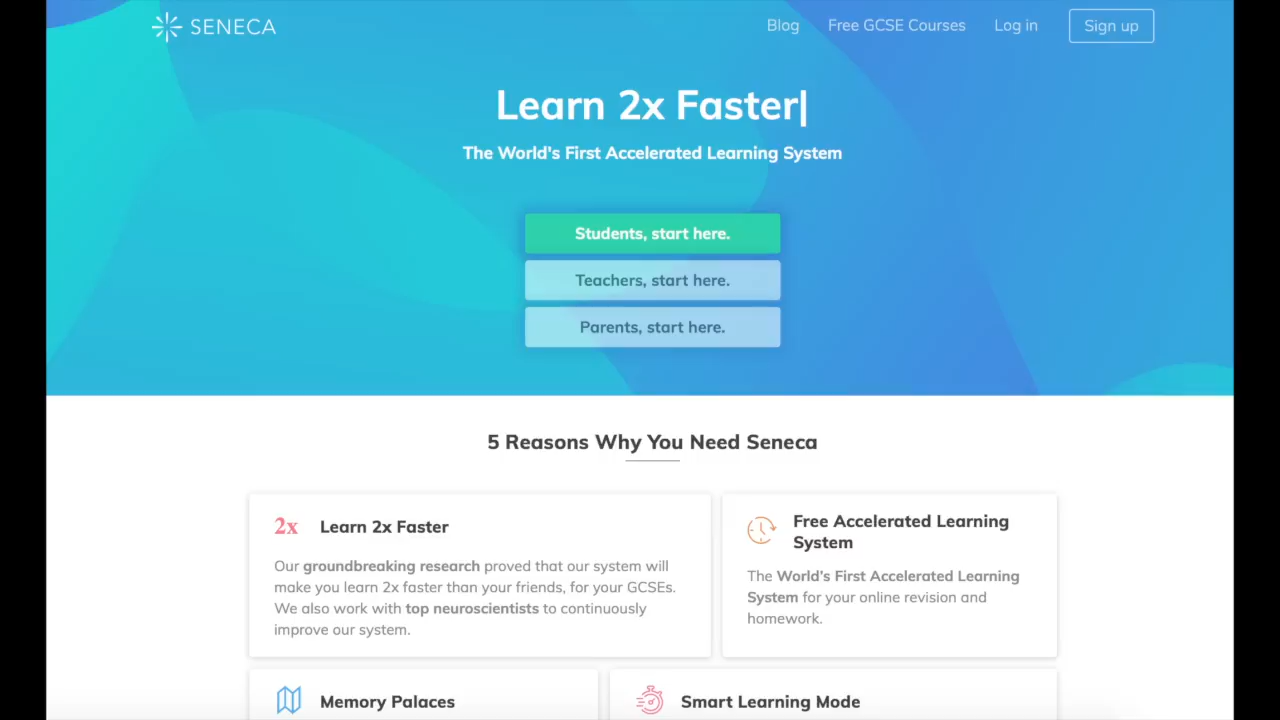 SENECA
Blog
Free GCSE Courses
Log in
Sign up
Learn 2x Faster|
The World's First Accelerated Learning System
Students, start here.
Teachers, start here.
Parents, start here.
5 Reasons Why You Need Seneca
2x
Learn 2x Faster
Our groundbreaking research proved that our system will
make you learn 2x faster than your friends, for your GCSEs.
We also work with top neuroscientists to continuously
improve our system.
Free Accelerated Learning
System
The World's First Accelerated Learning
System for your online revision and
homework.
Memory Palaces
Smart Learning Mode